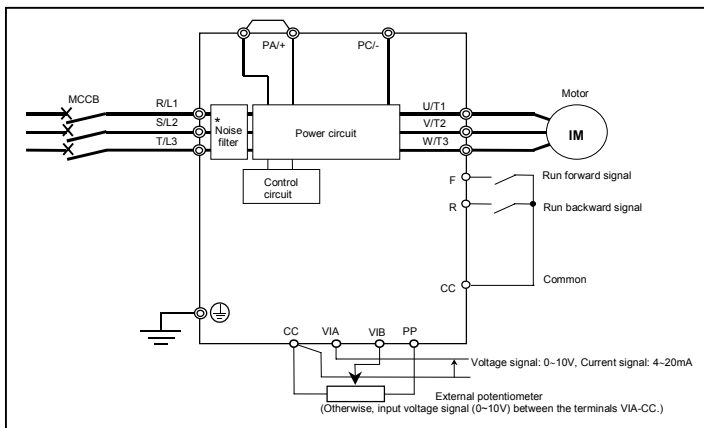 PA/+ PC/-
MCCB R/L1 U/T1 Motor
S/L2 V/T2
T/L3 W/T3
*
Noise
filter
Power circuit
IM
Control
circuit
F Run forward signal
R Run backward signal
CC Common
CC VIA VIB PP
Voltage signal: 0~10V, Current signal: 4~20mA
External potentiometer
(Otherwise, input voltage signal (0~10V) between the terminals VIA-CC.)